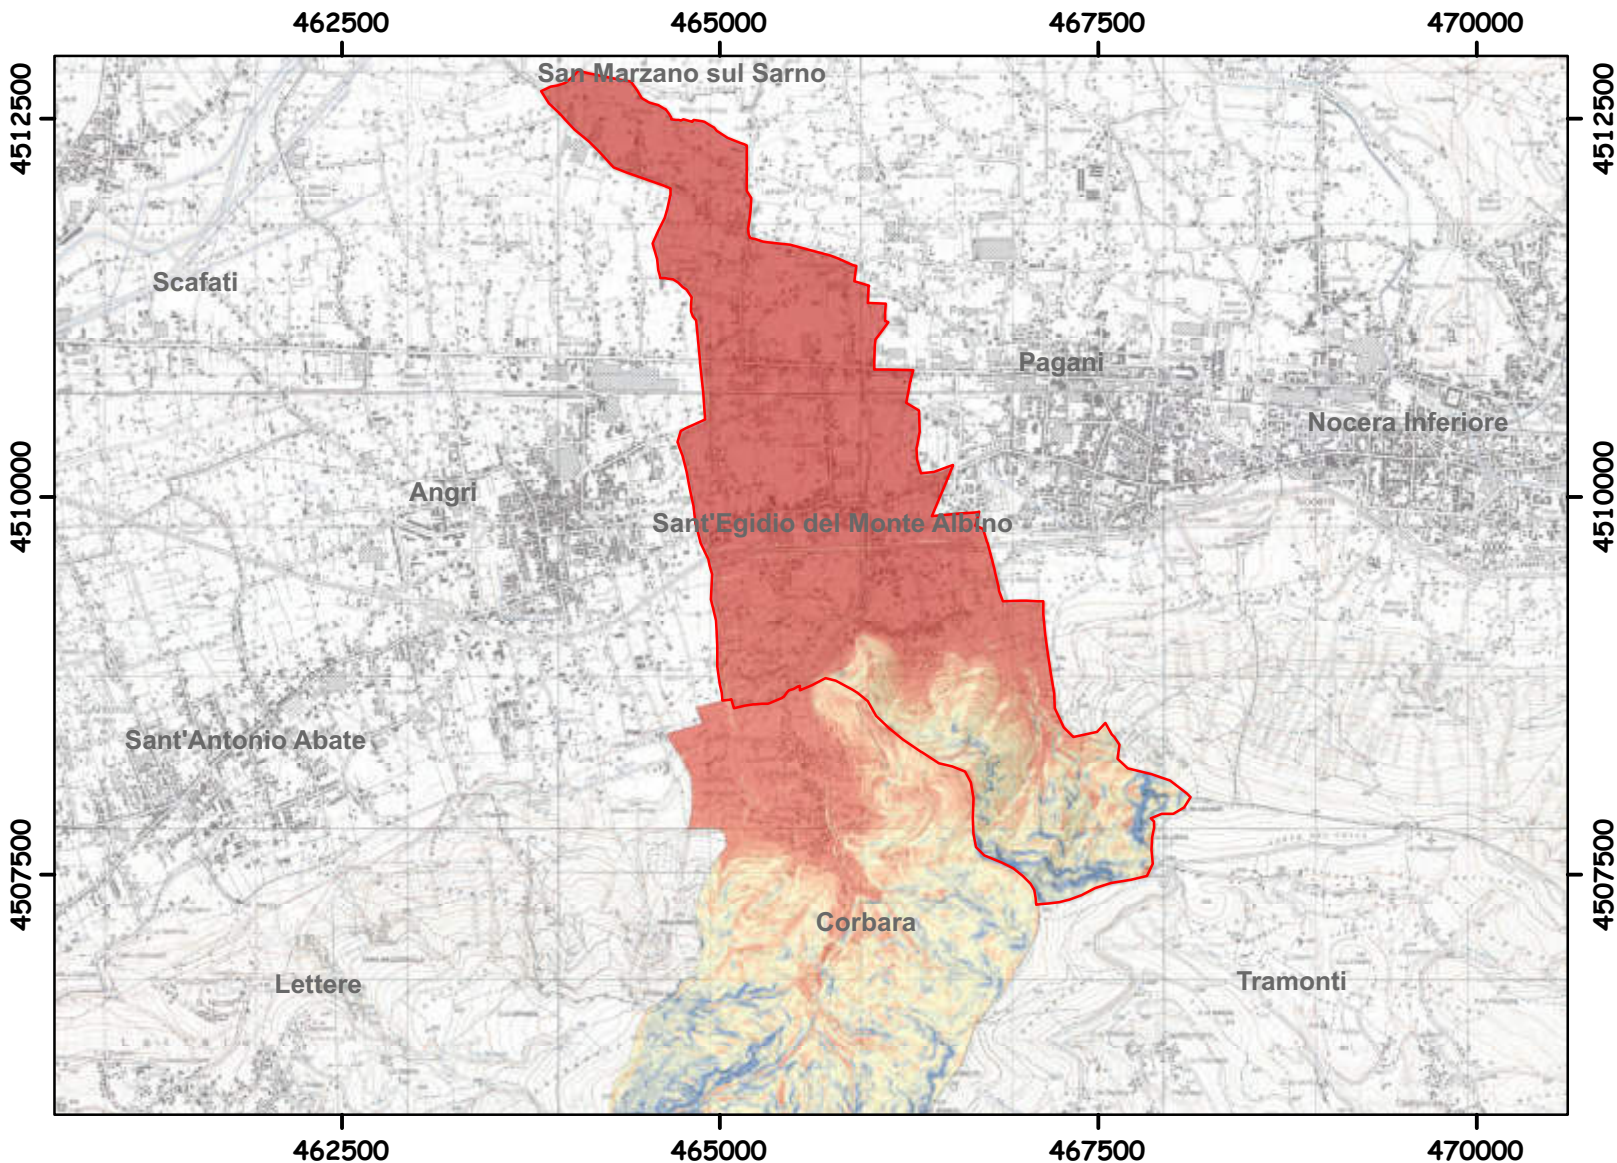 462500 465000 467500 470000
San Marzano sul Sarno
4512500 4512500
Scafati
Pagani
Nocera Inferiore
Angri
4510000 4510000
Sant'Egidio del Monte Albino
Sant'Antonio Abate
4507500 4507500
Corbara
Lettere
Tramonti
462500 465000 467500 470000